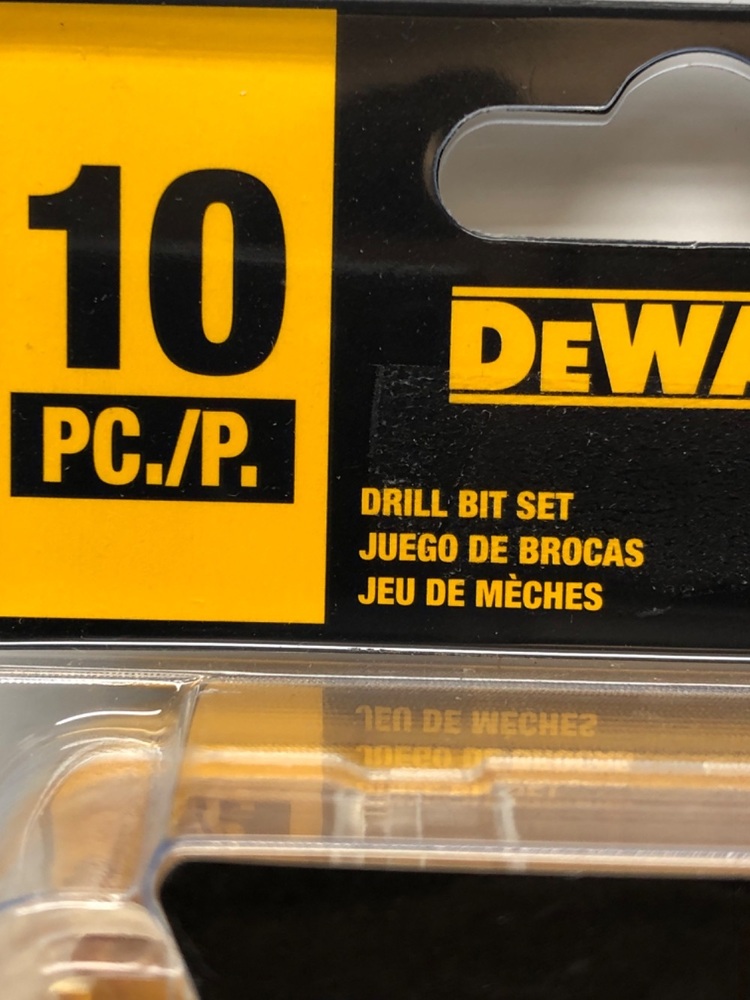 10
PC./P.
DEWA
DRILL BIT SET
JUEGO DE BROCAS
JEU DE MÈCHES